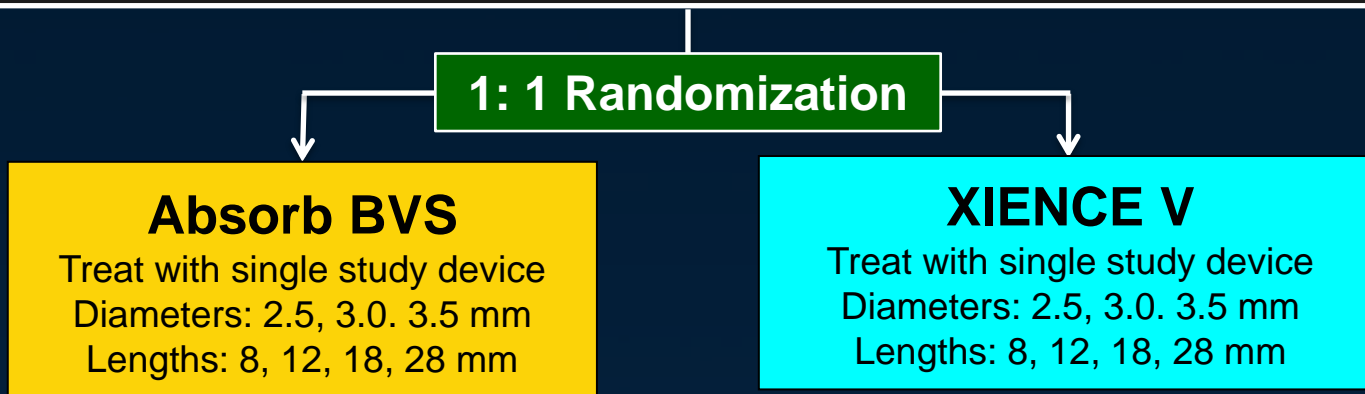 1: 1 Randomization
Absorb BVS
Treat with single study device
Diameters: 2.5, 3.0. 3.5 mm
Lengths: 8, 12, 18, 28 mm
XIENCE V
Treat with single study device
Diameters: 2.5, 3.0. 3.5 mm
Lengths: 8, 12, 18, 28 mm